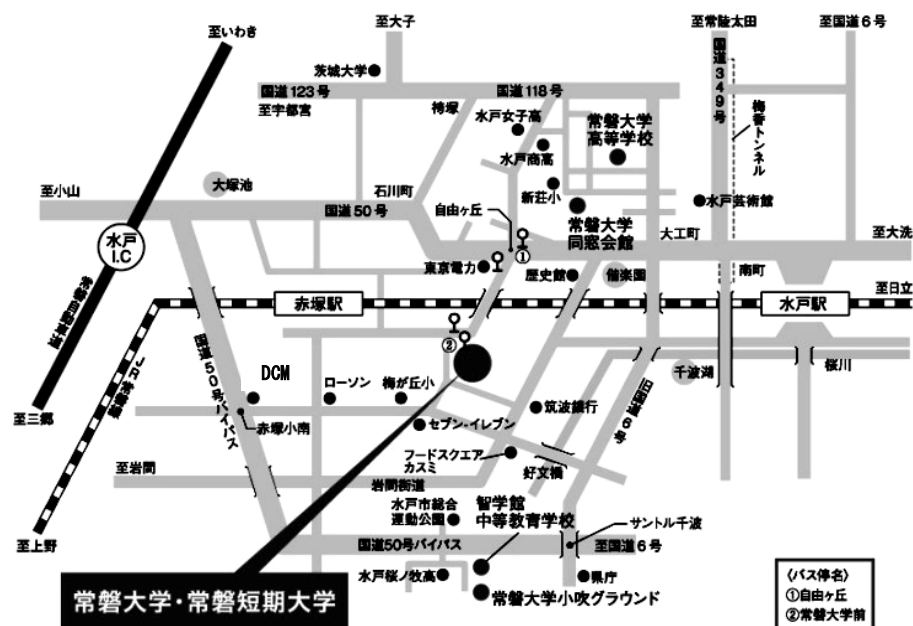 至いわき
至大子
至常陸太田
至国道6号
茨城大学
国道123号
国道118号
国道349号
至宇都宮
袴塚
水戸女子高
常磐大学
高等学校
梅香トンネル
水戸商高
大塚池
石川町
新荘小
至小山
国道50号
自由ヶ丘
常磐大学
同窓会館
水戸芸術館
大工町
至大洗
水戸
I.C
①
東京電力
歴史館
偕楽園
南町
至日立
赤塚駅
水戸駅
常磐自動車道
JR常磐線
国道50号バイパス
②
DCM
ローソン
梅が丘小
旧国道6号
千波湖
桜川
至三郷
赤塚小南
セブン-イレブン
筑波銀行
至岩間
フードスクエア
カスミ
好文橋
岩間街道
水戸市総合
運動公園
智学館
中等教育学校
サントル千波
至上野
国道50号バイパス
至国道6号
水戸桜ノ牧高
県庁
常磐大学小吹グラウンド
常磐大学・常磐短期大学
〈バス停名〉
①自由ヶ丘
②常磐大学前